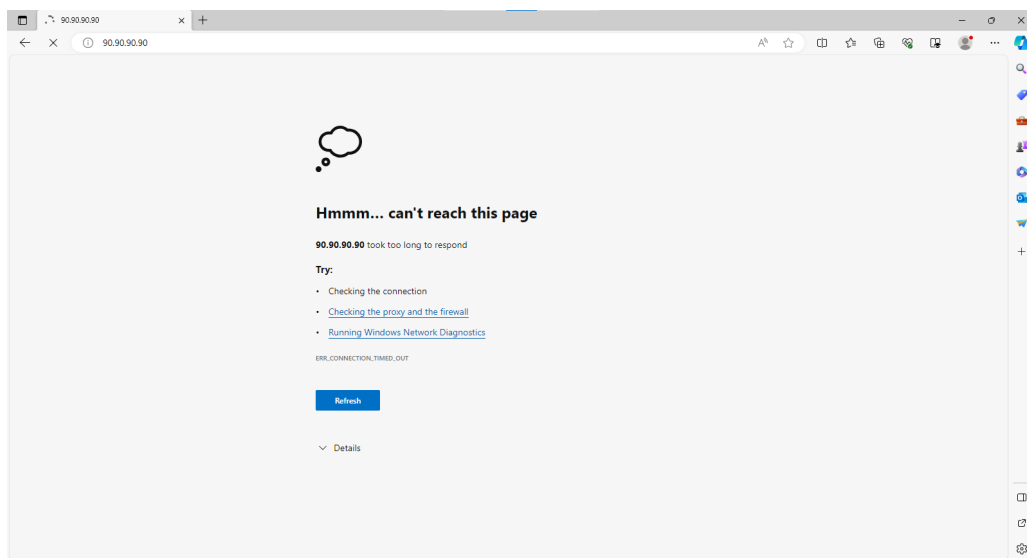 90.90.90.90
90.90.90.90
Hmmm... can't reach this page
90.90.90.90 took too long to respond
Try:
• Checking the connection
• Checking the proxy and the firewall
• Running Windows Network Diagnostics
ERR_CONNECTION_TIMED_OUT
Refresh
Details